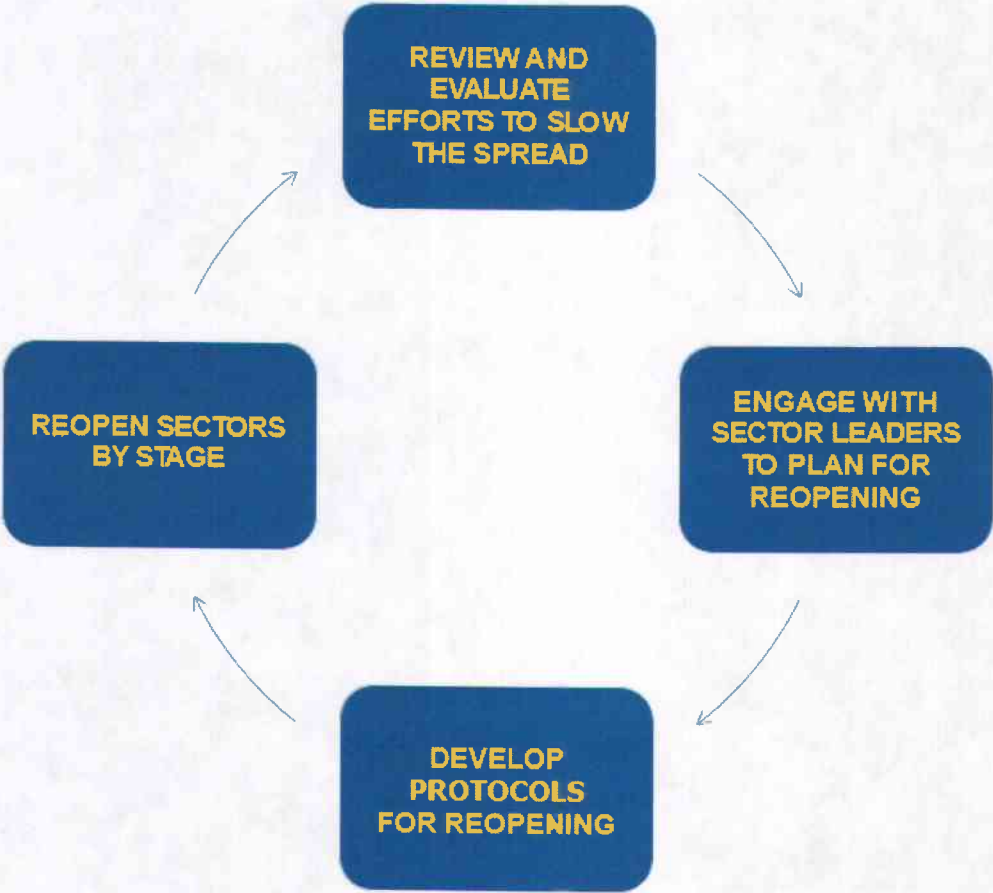 REVIEW AND
EVALUATE
EFFORTS TO SLOW
THE SPREAD
ENGAGE WITH
SECTOR LEADERS
TO PLAN FOR
REOPENING
DEVELOP
PROTOCOLS
FOR REOPENING
REOPEN SECTORS
BY STAGE